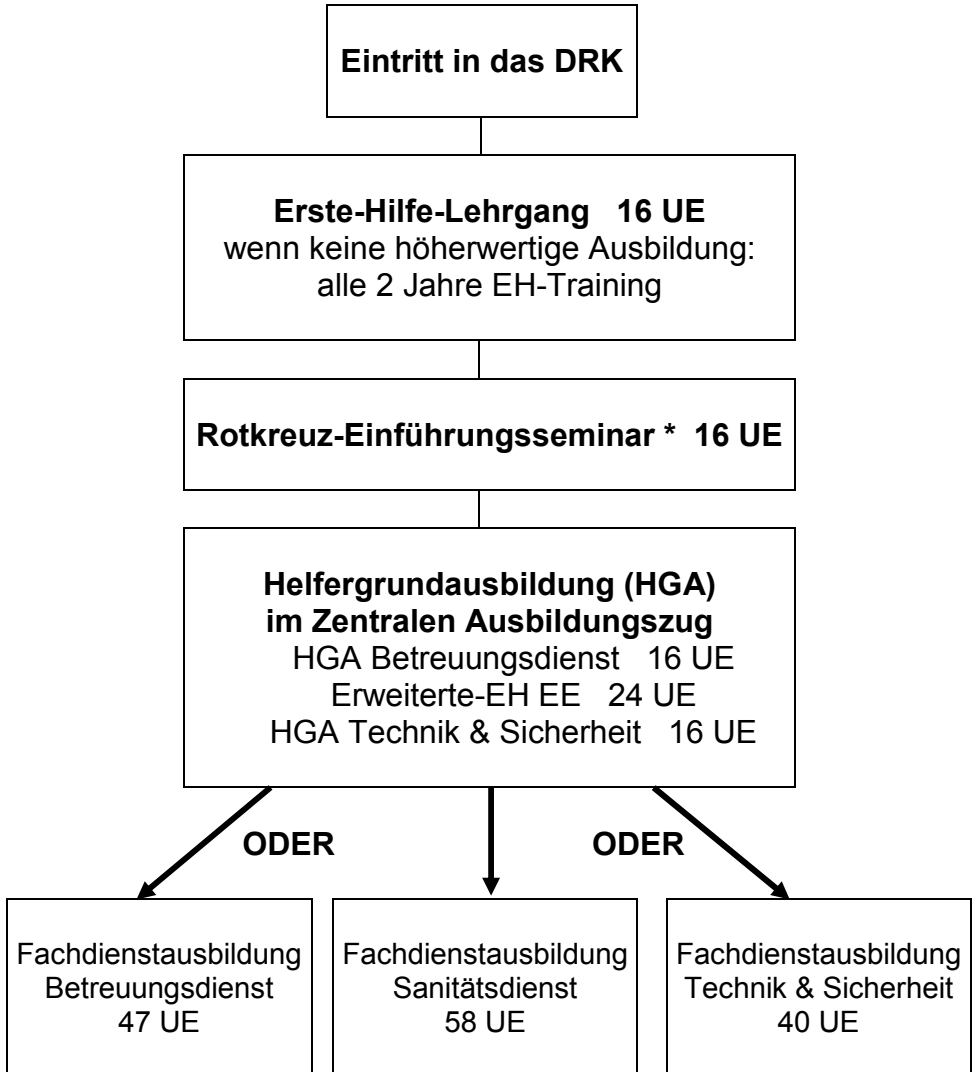 Eintritt in das DRK
Erste-Hilfe-Lehrgang 16 UE
wenn keine höherwertige Ausbildung:
alle 2 Jahre EH-Training
Rotkreuz-Einführungsseminar * 16 UE
Helfergrundausbildung (HGA)
im Zentralen Ausbildungszug
HGA Betreuungsdienst 16 UE
Erweiterte-EH EE 24 UE
HGA Technik & Sicherheit 16 UE
ODER
ODER
Fachdienstausbildung
Betreuungsdienst
47 UE
Fachdienstausbildung
Sanitätsdienst
58 UE
Fachdienstausbildung
Technik & Sicherheit
40 UE